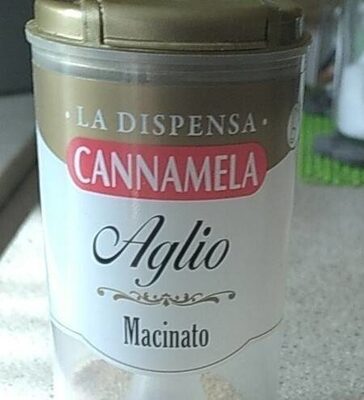 · LA DISPENSA ·
CANNAMELA
Aglio
Macinato